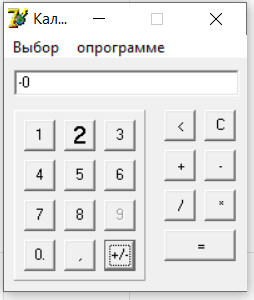 Кал...
Выбор опрограмме
-0
1 2 3 < C
4 5 6 + -
7 8 9 / *
0. , +/- =